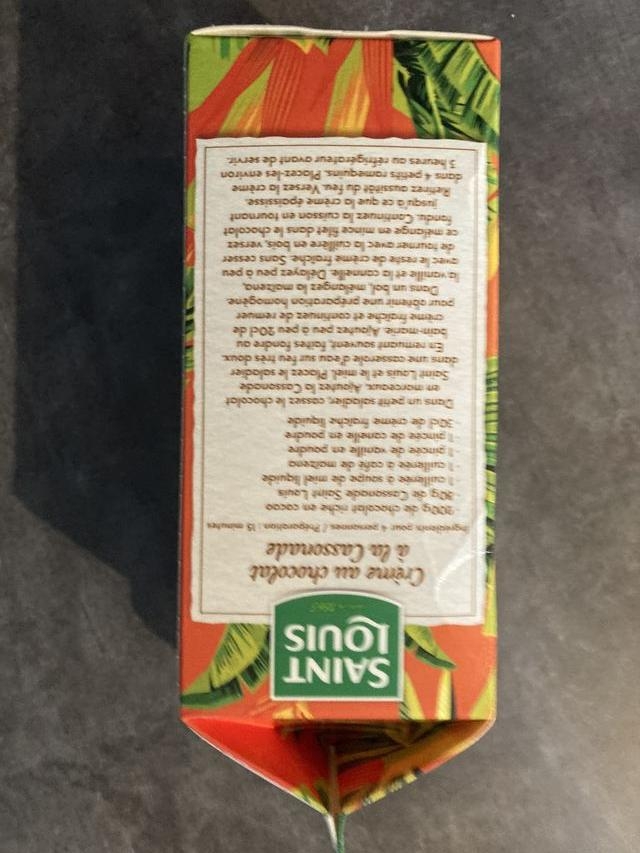 SAINT
LOUIS
Crème au chocolat
à la Cassonade
Ingrédients pour 4 personnes / Préparation : 15 minutes
200g de chocolat riche en cacao
- 90g de Cassonade Saint Louis
- 1 cuillerée à soupe de miel liquide
- 1 cuillerée à café de maïzena
- 1 pincée de vanille en poudre
- 1 pincée de canelle en poudre
- 30cl de crème fraîche liquide
Dans un petit saladier, cassez le chocolat
en morceaux. Ajoutez la Cassonade
Saint Louis et le miel. Placez le saladier
dans une casserole d'eau sur feu très doux.
En remuant souvent, faites fondre au
bain-marie. Ajoutez peu à peu 20cl de
crème fraîche et continuez de remuer
pour obtenir une préparation homogène.
Dans un bol, mélangez la maïzena,
la vanille et la cannelle. Délayez peu à peu
avec le reste de crème fraîche. Sans cesser
de tourner avec la cuillère en bois, versez
ce mélange en mince filet dans le chocolat
fondu. Continuez la cuisson en tournant
jusqu'à ce que la crème épaississe.
Retirez aussitôt du feu. Versez la crème
dans 4 petits ramequins. Placez-les environ
3 heures au réfrigérateur avant de servir.